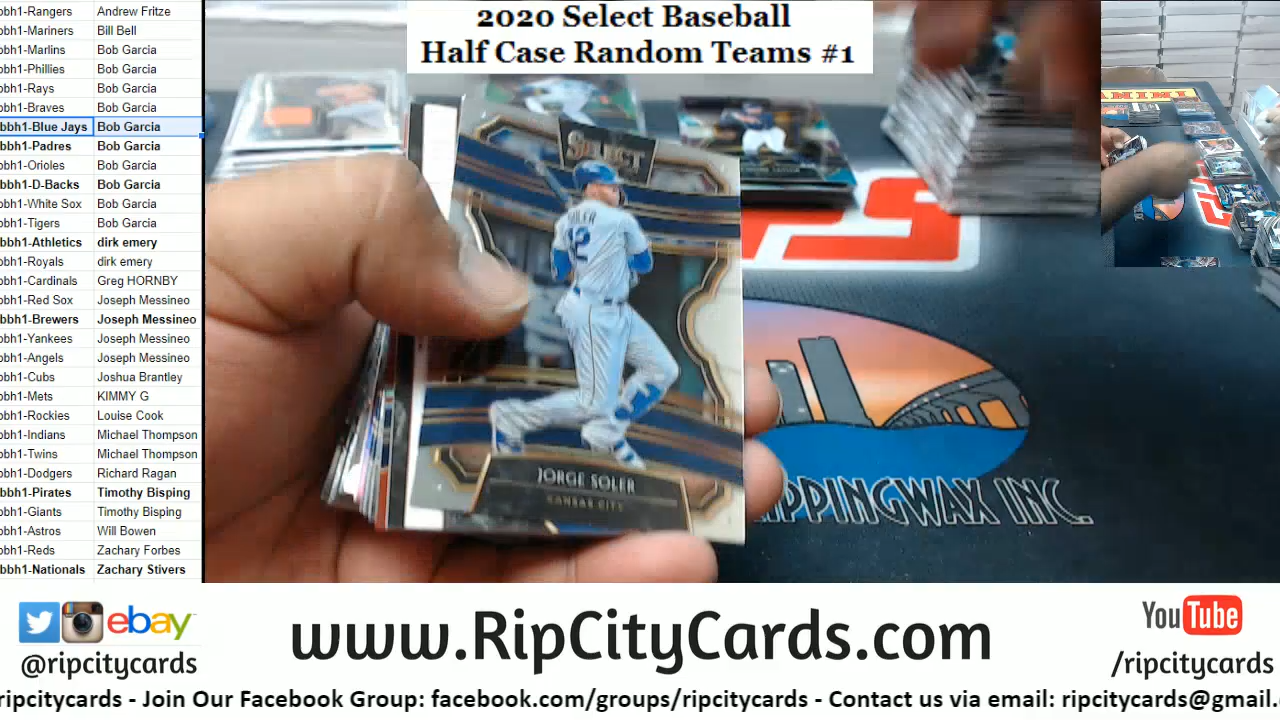 2020 Select Baseball
Half Case Random Teams #1
bbh1-Rangers Andrew Fritze
bbh1-Mariners Bill Bell
bbh1-Marlins Bob Garcia
bbh1-Phillies Bob Garcia
bbh1-Rays Bob Garcia
bbh1-Braves Bob Garcia
bbh1-Blue Jays Bob Garcia
bbh1-Padres Bob Garcia
bbh1-Orioles Bob Garcia
bbh1-D-Backs Bob Garcia
bbh1-White Sox Bob Garcia
bbh1-Tigers Bob Garcia
bbh1-Athletics dirk emery
bbh1-Royals dirk emery
bbh1-Cardinals Greg HORNBY
bbh1-Red Sox Joseph Messineo
bbh1-Brewers Joseph Messineo
bbh1-Yankees Joseph Messineo
bbh1-Angels Joseph Messineo
bbh1-Cubs Joshua Brantley
bbh1-Mets KIMMY G
bbh1-Rockies Louise Cook
bbh1-Indians Michael Thompson
bbh1-Twins Michael Thompson
bbh1-Dodgers Richard Ragan
bbh1-Pirates Timothy Bisping
bbh1-Giants Timothy Bisping
bbh1-Astros Will Bowen
bbh1-Reds Zachary Forbes
bbh1-Nationals Zachary Stivers
SELECT
SOLER
12
JORGE SOLER
KANSAS CITY
IPPINGWAX INC.
ebay
@ripcitycards
www.RipCityCards.com
YouTube
/ripcitycards
ripcitycards - Join Our Facebook Group: facebook.com/groups/ripcitycards - Contact us via email: ripcitycards@gmail.